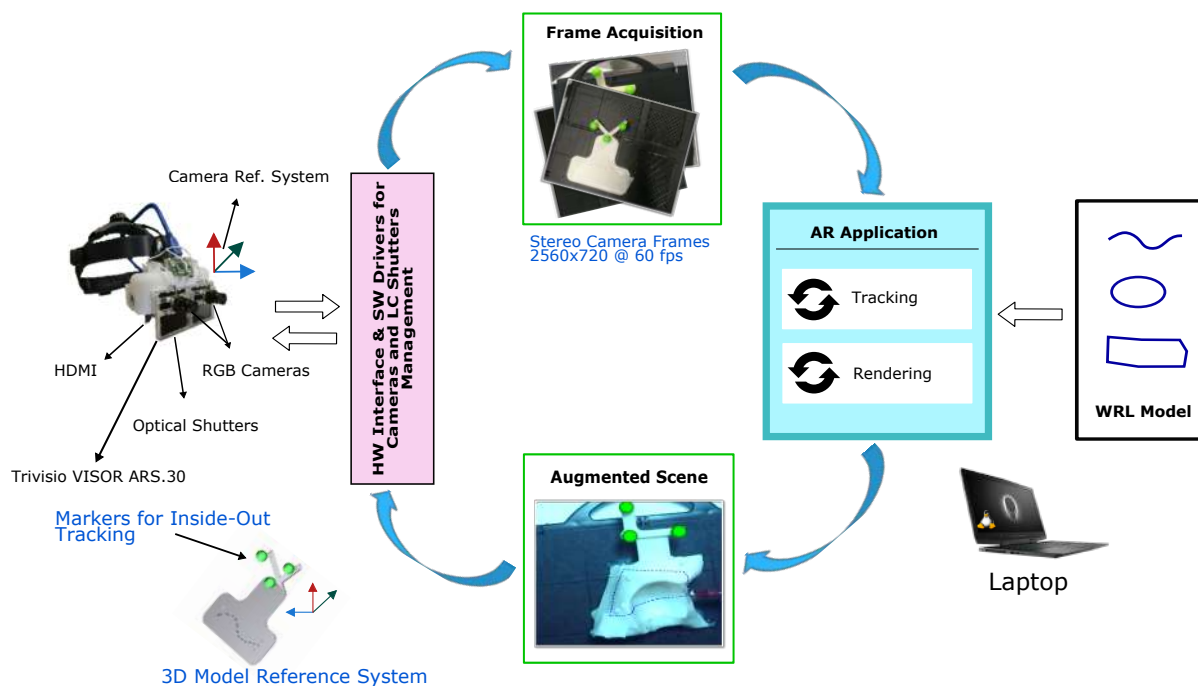 Frame Acquisition
Stereo Camera Frames
2560x720 @ 60 fps
Camera Ref. System
HDMI
RGB Cameras
Optical Shutters
Trivisio VISOR ARS.30
HW Interface & SW Drivers for
Cameras and LC Shutters
Management
AR Application
Tracking
Rendering
WRL Model
Augmented Scene
Markers for Inside-Out
Tracking
3D Model Reference System
Laptop